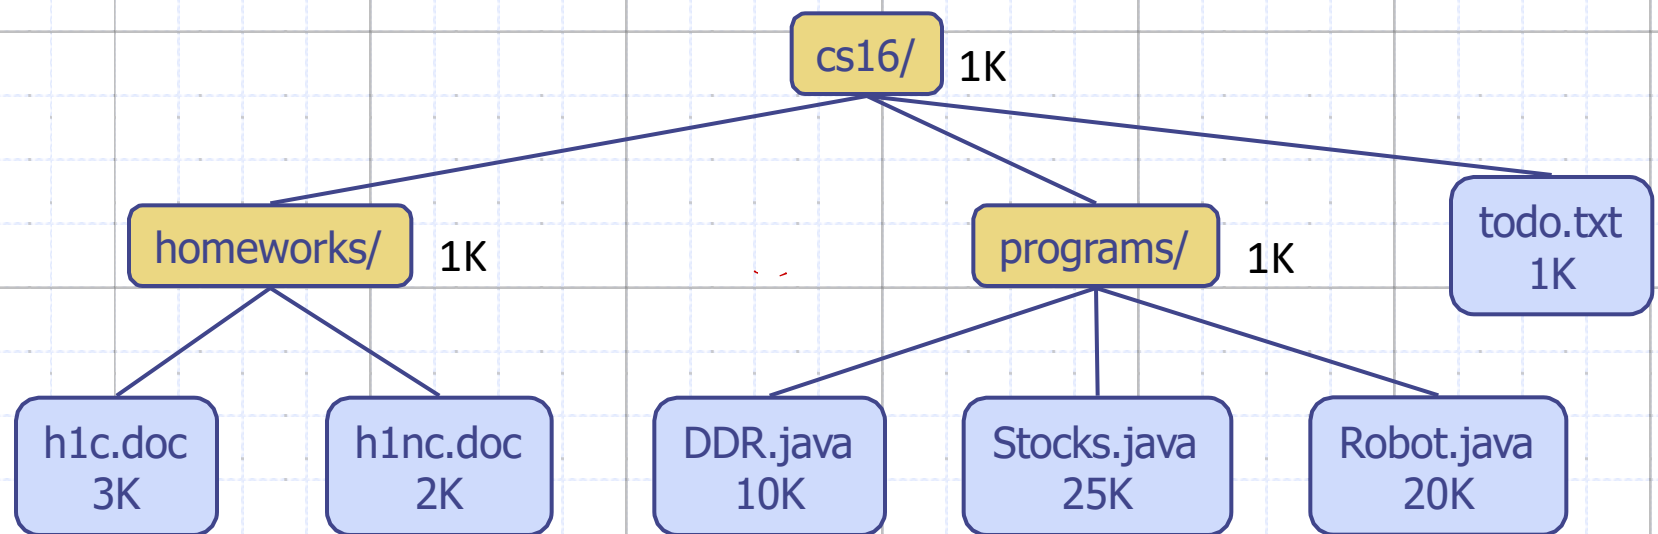 cs16/
1K
homeworks/
1K
programs/
1K
todo.txt
1K
h1c.doc
3K
h1nc.doc
2K
DDR.java
10K
Stocks.java
25K
Robot.java
20K